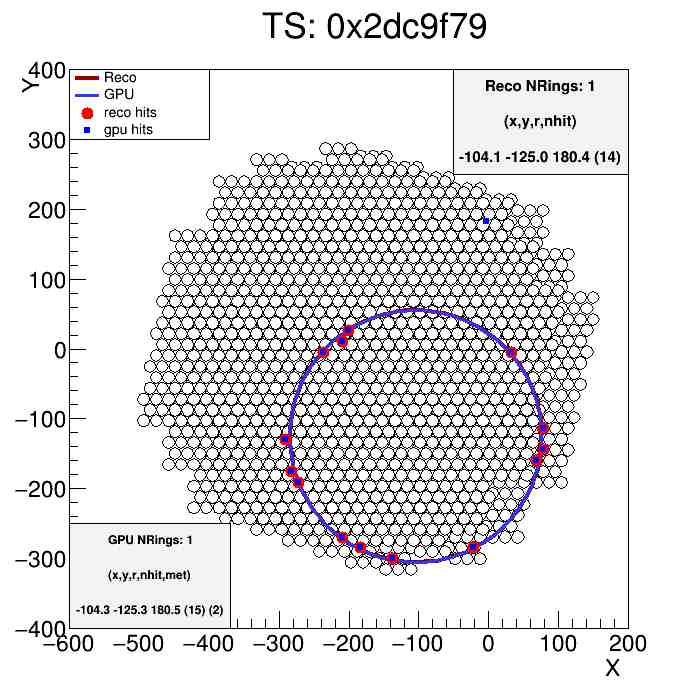 TS: 0x2dc9f79
Y
400
300
200
100
0
−100
−200
−300
−400
Reco
GPU
reco hits
gpu hits
Reco NRings: 1
(x,y,r,nhit)
-104.1 -125.0 180.4 (14)
GPU NRings: 1
(x,y,r,nhit,met)
-104.3 -125.3 180.5 (15) (2)
−600 −500 −400 −300 −200 −100 0 100 200
X